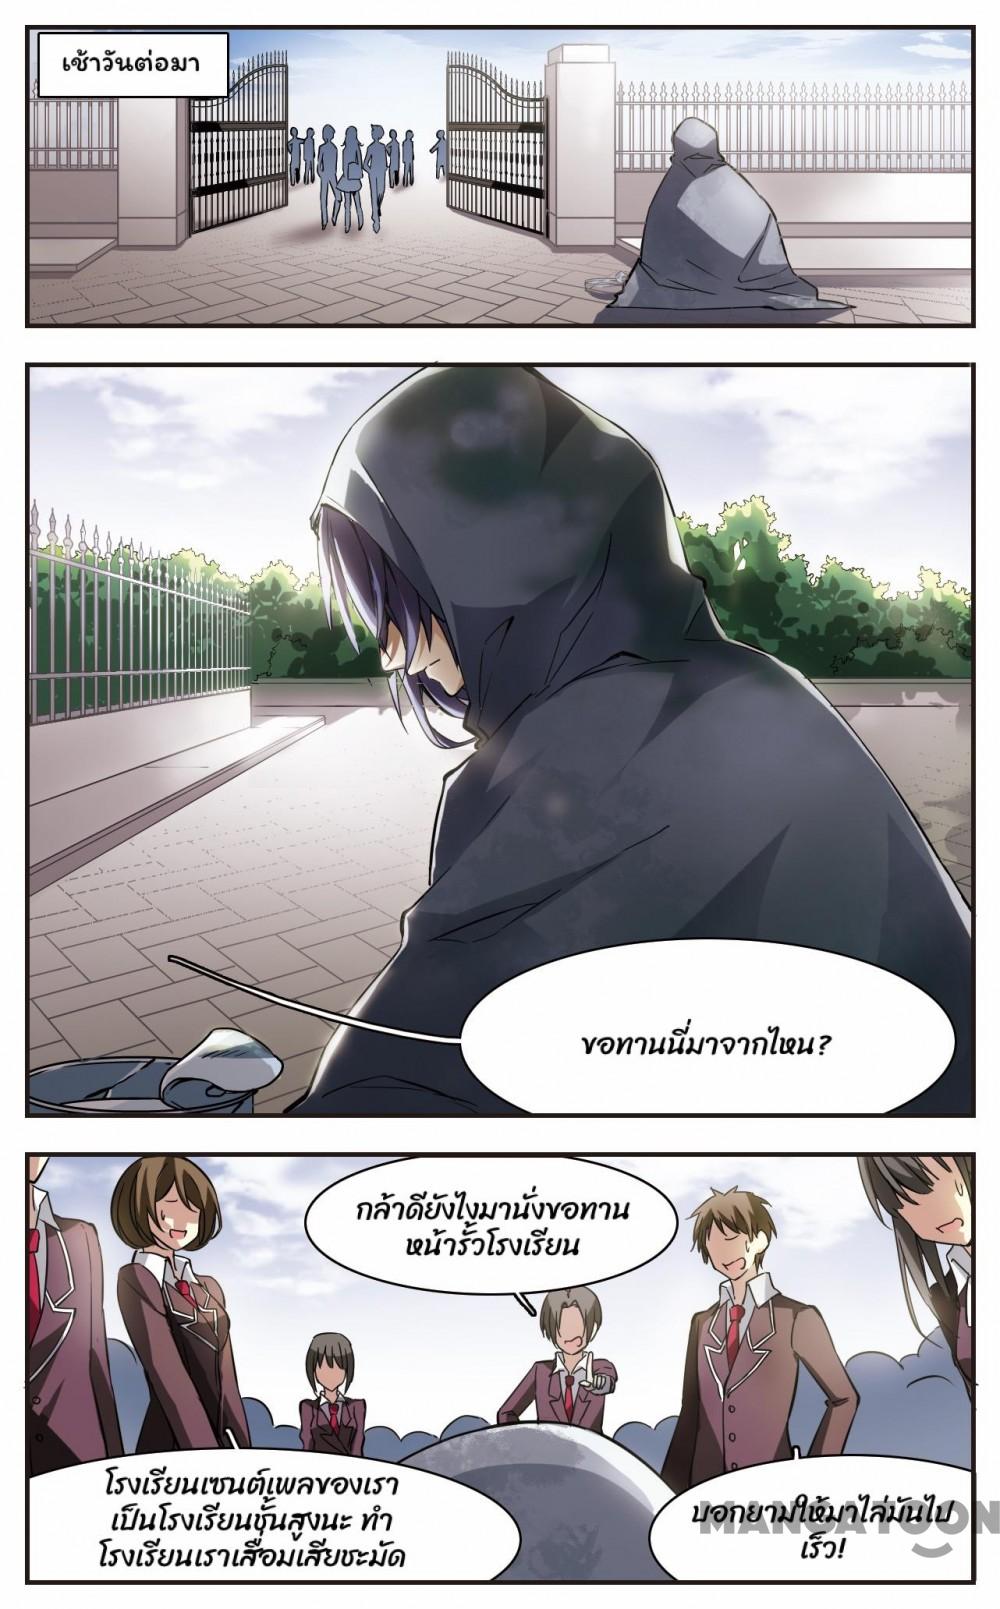 เช้าวันต่อมา
ขอทานนี่มาจากไหน?
กล้าดียังไงมานั่งขอทาน
หน้ารั้วโรงเรียน
โรงเรียนเซนต์เพลของเรา
เป็นโรงเรียนชั้นสูงนะ ทำ
โรงเรียนเราเสื่อมเสียชะมัด
บอกยามให้มาไล่มันไป
เร็ว!
MANGATOON